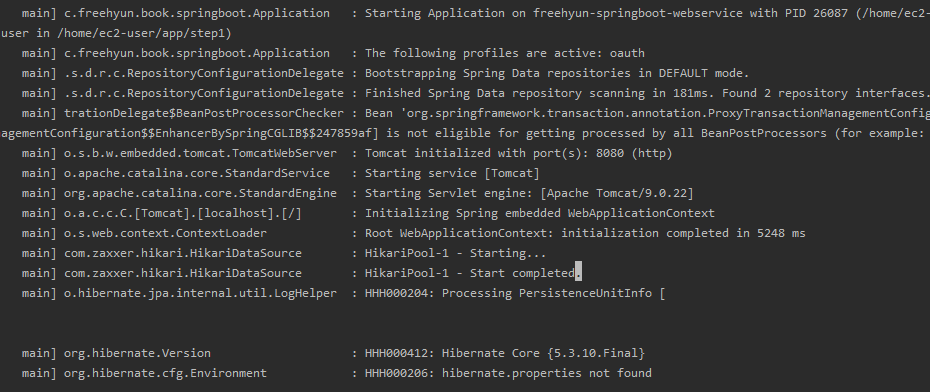 main] c.freehyun.book.springboot.Application   : Starting Application on freehyun-springboot-webservice with PID 26087 (/home/ec2-
user in /home/ec2-user/app/step1)
main] c.freehyun.book.springboot.Application   : The following profiles are active: oauth
main] .s.d.r.c.RepositoryConfigurationDelegate : Bootstrapping Spring Data repositories in DEFAULT mode.
main] .s.d.r.c.RepositoryConfigurationDelegate : Finished Spring Data repository scanning in 181ms. Found 2 repository interfaces.
main] trationDelegate$BeanPostProcessorChecker : Bean 'org.springframework.transaction.annotation.ProxyTransactionManagementConfig
nagementConfiguration$$EnhancerBySpringCGLIB$$247859af] is not eligible for getting processed by all BeanPostProcessors (for example:
main] o.s.b.w.embedded.tomcat.TomcatWebServer  : Tomcat initialized with port(s): 8080 (http)
main] o.apache.catalina.core.StandardService   : Starting service [Tomcat]
main] org.apache.catalina.core.StandardEngine  : Starting Servlet engine: [Apache Tomcat/9.0.22]
main] o.a.c.c.C.[Tomcat].[localhost].[/]       : Initializing Spring embedded WebApplicationContext
main] o.s.web.context.ContextLoader            : Root WebApplicationContext: initialization completed in 5248 ms
main] com.zaxxer.hikari.HikariDataSource       : HikariPool-1 - Starting...
main] com.zaxxer.hikari.HikariDataSource       : HikariPool-1 - Start completed.
main] o.hibernate.jpa.internal.util.LogHelper  : HHH000204: Processing PersistenceUnitInfo [
main] org.hibernate.Version                    : HHH000412: Hibernate Core {5.3.10.Final}
main] org.hibernate.cfg.Environment            : HHH000206: hibernate.properties not found